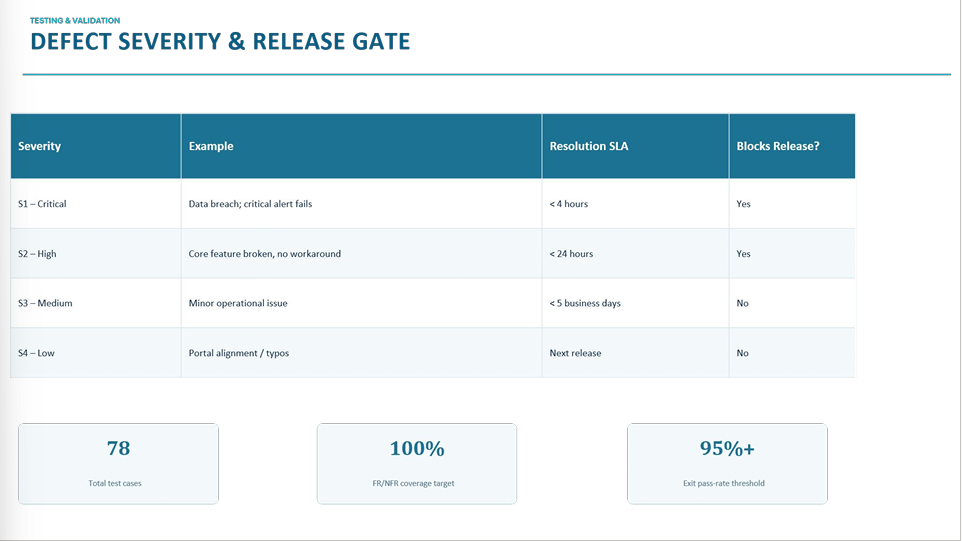 TESTING & VALIDATION
DEFECT SEVERITY & RELEASE GATE
Severity Example Resolution SLA Blocks Release?
S1 – Critical Data breach; critical alert fails < 4 hours Yes
S2 – High Core feature broken, no workaround < 24 hours Yes
S3 – Medium Minor operational issue < 5 business days No
S4 – Low Portal alignment / typos Next release No
78 100% 95%+
Total test cases FR/NFR coverage target Exit pass-rate threshold